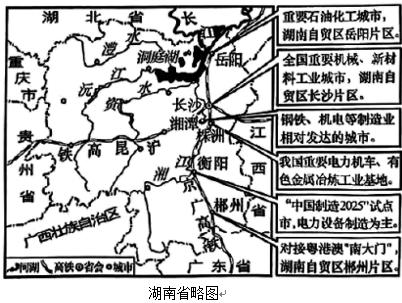 湖北省
长江
重庆市
澧水
洞庭湖
岳阳
沅江
资水
长沙
湘潭
株洲
贵州省
沪昆高铁
江西省
衡阳
湘江
郴州
京广高铁
广西壮族自治区
广东省
河湖 高铁 省会 城市
重要石油化工城市,
湖南自贸区岳阳片区。
全国重要机械、新材
料工业城市,湖南自
贸区长沙片区。
钢铁、机电等制造业
相对发达的城市。
我国重要电力机车、有
色金属冶炼工业基地。
“中国制造2025”试点
市,电力设备制造为主。
对接粤港澳“南大门”,
湖南自贸区郴州片区。
湖南省略图